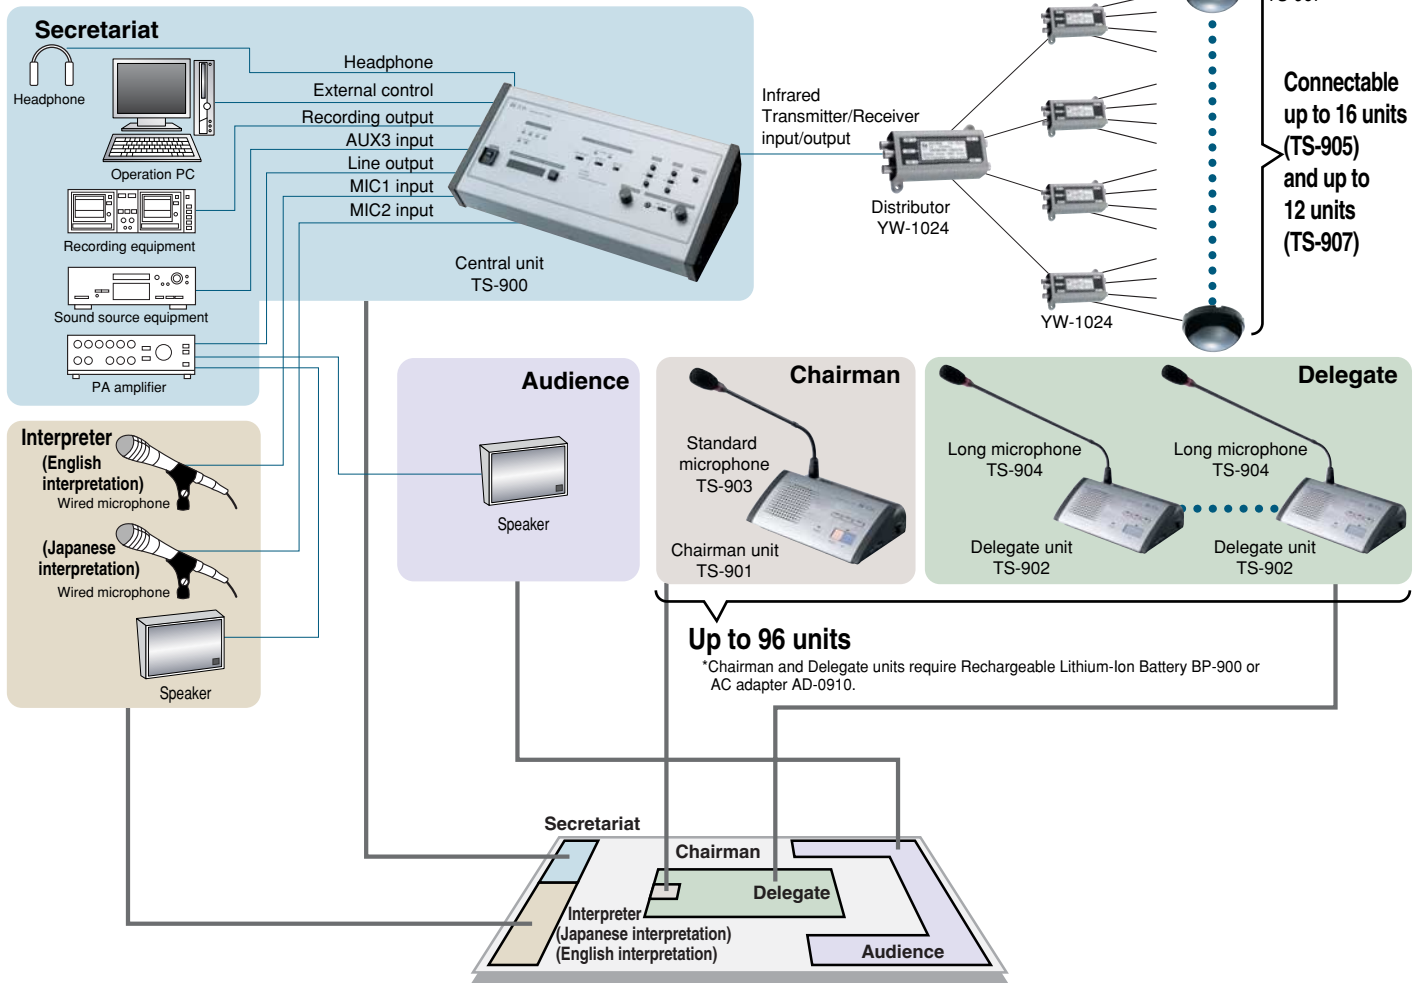 Secretariat
Headphone
Operation PC
Recording equipment
Sound source equipment
PA amplifier
Headphone
External control
Recording output
AUX3 input
Line output
MIC1 input
MIC2 input
Central unit
TS-900
Infrared
Transmitter/Receiver
input/output
Distributor
YW-1024
YW-1024
Connectable
up to 16 units
(TS-905)
and up to
12 units
(TS-907)
Interpreter
(English
interpretation)
Wired microphone
(Japanese
interpretation)
Wired microphone
Speaker
Audience
Speaker
Chairman
Standard
microphone
TS-903
Chairman unit
TS-901
Delegate
Long microphone
TS-904
Long microphone
TS-904
Delegate unit
TS-902
Delegate unit
TS-902
Up to 96 units
*Chairman and Delegate units require Rechargeable Lithium-Ion Battery BP-900 or
AC adapter AD-0910.
Secretariat
Chairman
Delegate
Interpreter
(Japanese interpretation)
(English interpretation)
Audience